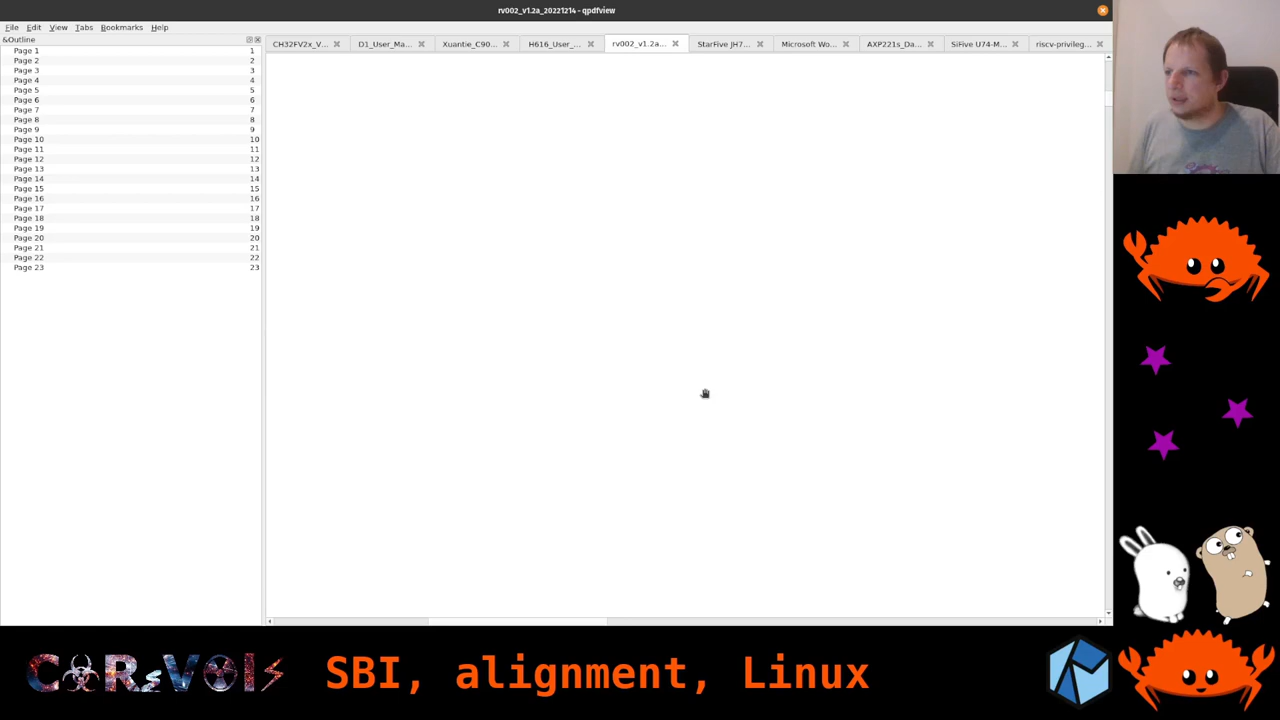 rv002_v1.2a_20221214 - qpdfview
File Edit View Tabs Bookmarks Help
&Outline
CH32FV2x_V... D1_User_Ma... Xuantie_C90... H616_User_... rv002_v1.2a... StarFive JH7... Microsoft Wo... AXP221s_Da... SiFive U74-M... riscv-privileg...
Page 1 1
Page 2 2
Page 3 3
Page 4 4
Page 5 5
Page 6 6
Page 7 7
Page 8 8
Page 9 9
Page 10 10
Page 11 11
Page 12 12
Page 13 13
Page 14 14
Page 15 15
Page 16 16
Page 17 17
Page 18 18
Page 19 19
Page 20 20
Page 21 21
Page 22 22
Page 23 23
SBI, alignment, Linux